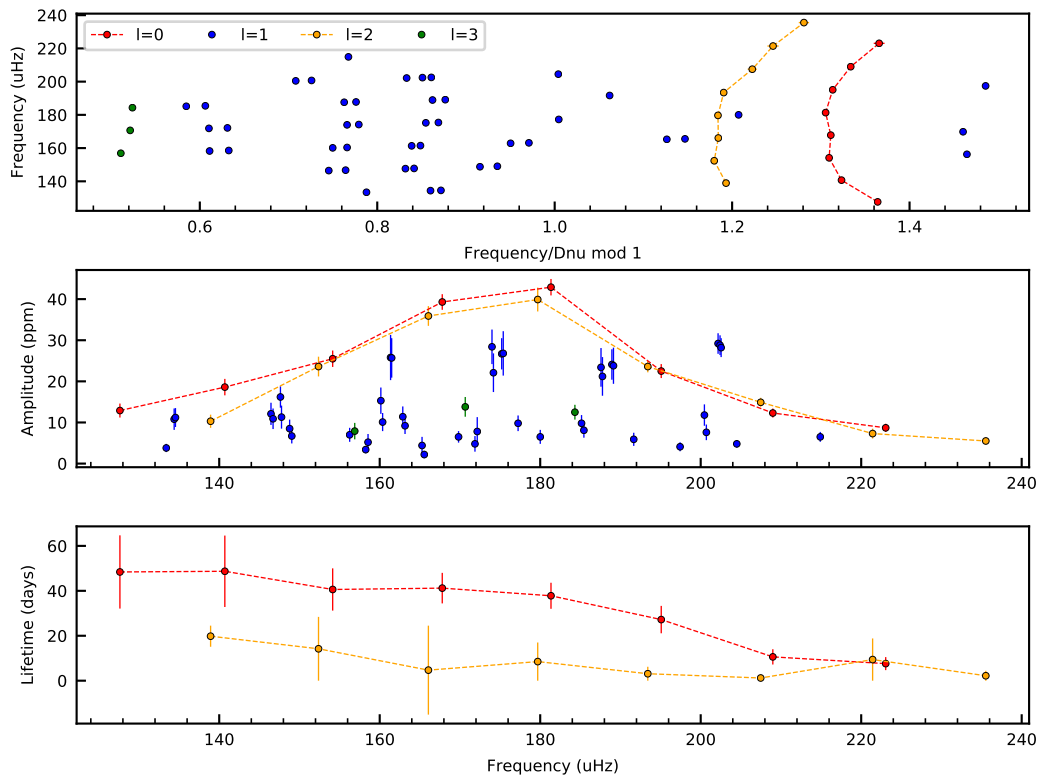 240
220
200
180
160
140
Frequency (uHz)
l=0 l=1 l=2 l=3
0.6 0.8 1.0 1.2 1.4
Frequency/Dnu mod 1
40
30
20
10
0
Amplitude (ppm)
140 160 180 200 220 240
60
40
20
0
Lifetime (days)
140 160 180 200 220 240
Frequency (uHz)